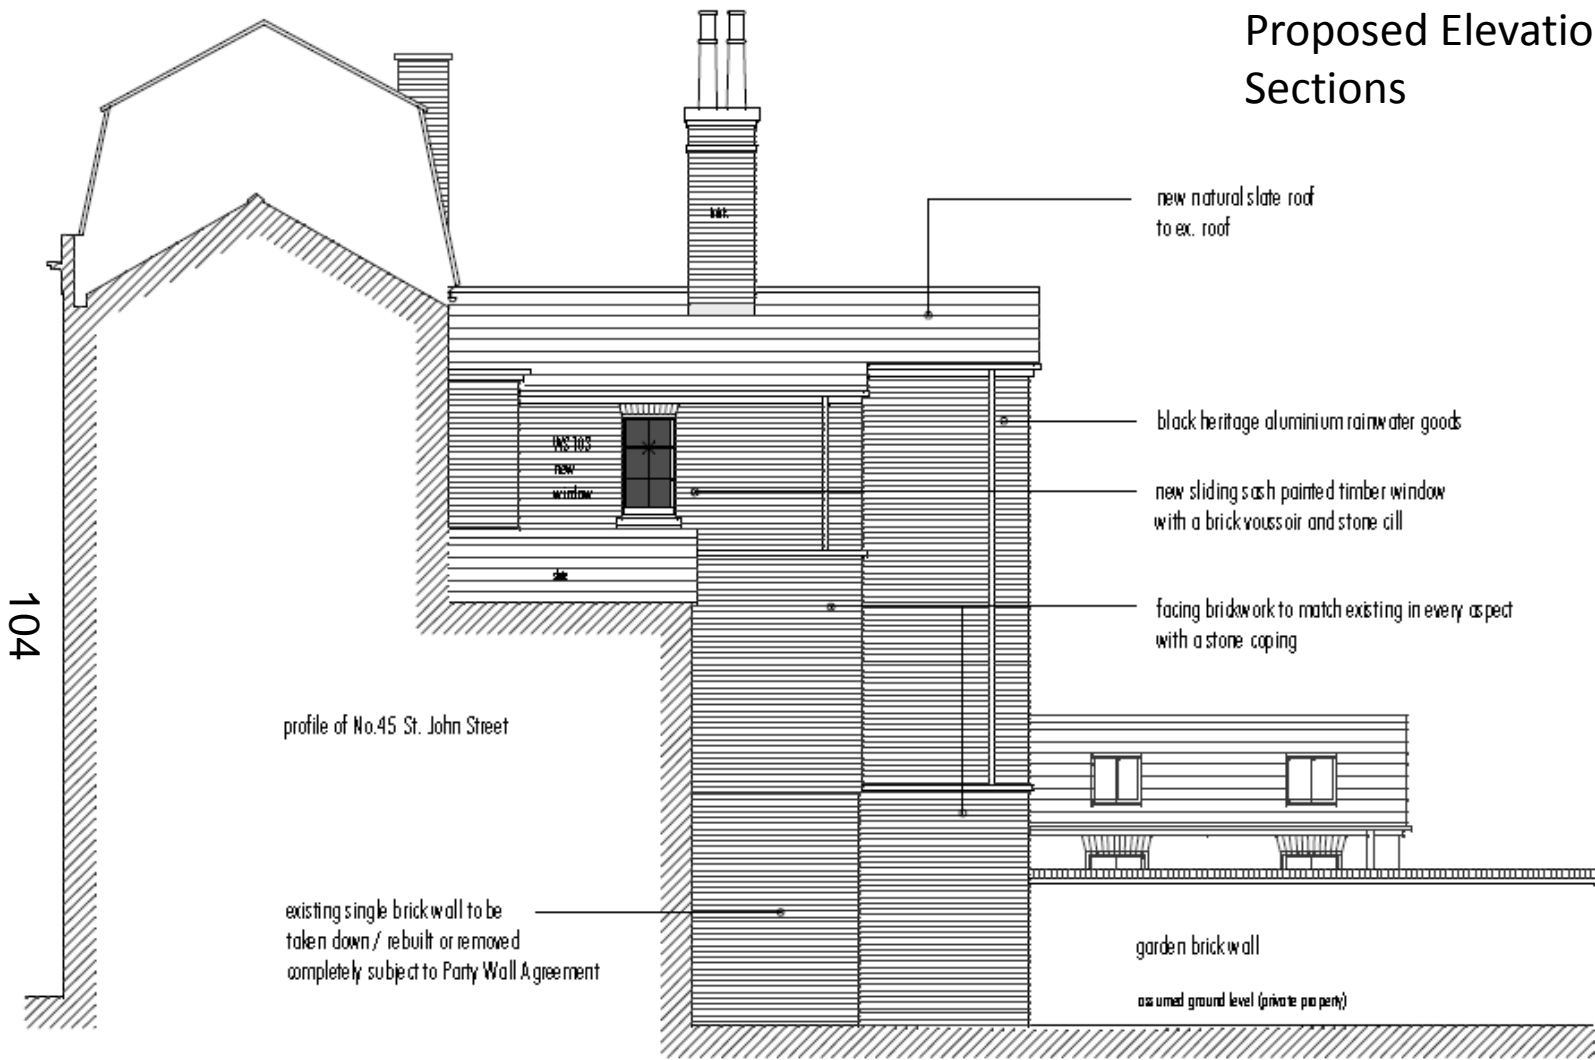 Proposed Elevatio
Sections
new natural slate roof
to ex. roof
brick
black heritage aluminium rainwater goods
WS 103
new
window
new sliding sash painted timber window
with a brick voussoir and stone cill
slate
facing brickwork to match existing in every aspect
with a stone coping
104
profile of No.45 St. John Street
existing single brick wall to be
taken down / rebuilt or removed
completely subject to Party Wall Agreement
garden brick wall
assumed ground level (private property)